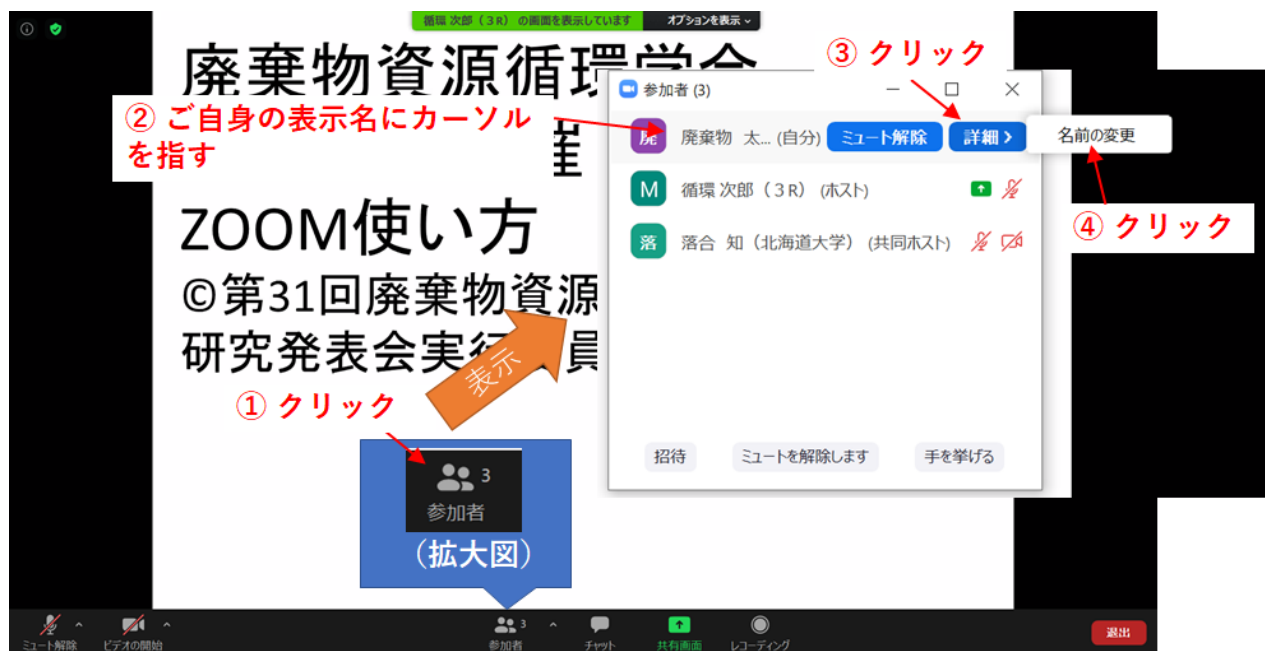 循環 次郎（３R）の画面を表示しています オプションを表示
廃棄物資源循環学会
③ クリック
参加者 (3)
② ご自身の表示名にカーソル
を指す
催
廃 廃棄物 太... (自分) ミュート解除 詳細 >
名前の変更
M 循環 次郎（３R） (ホスト)
④ クリック
ZOOM使い方
落 落合 知（北海道大学） (共同ホスト)
©第31回廃棄物資源
研究発表会実行 員
表示
① クリック
3
参加者
（拡大図）
招待 ミュートを解除します 手を挙げる
ミュート解除 ビデオの開始 参加者 3 チャット 共有画面 レコーディング 退出